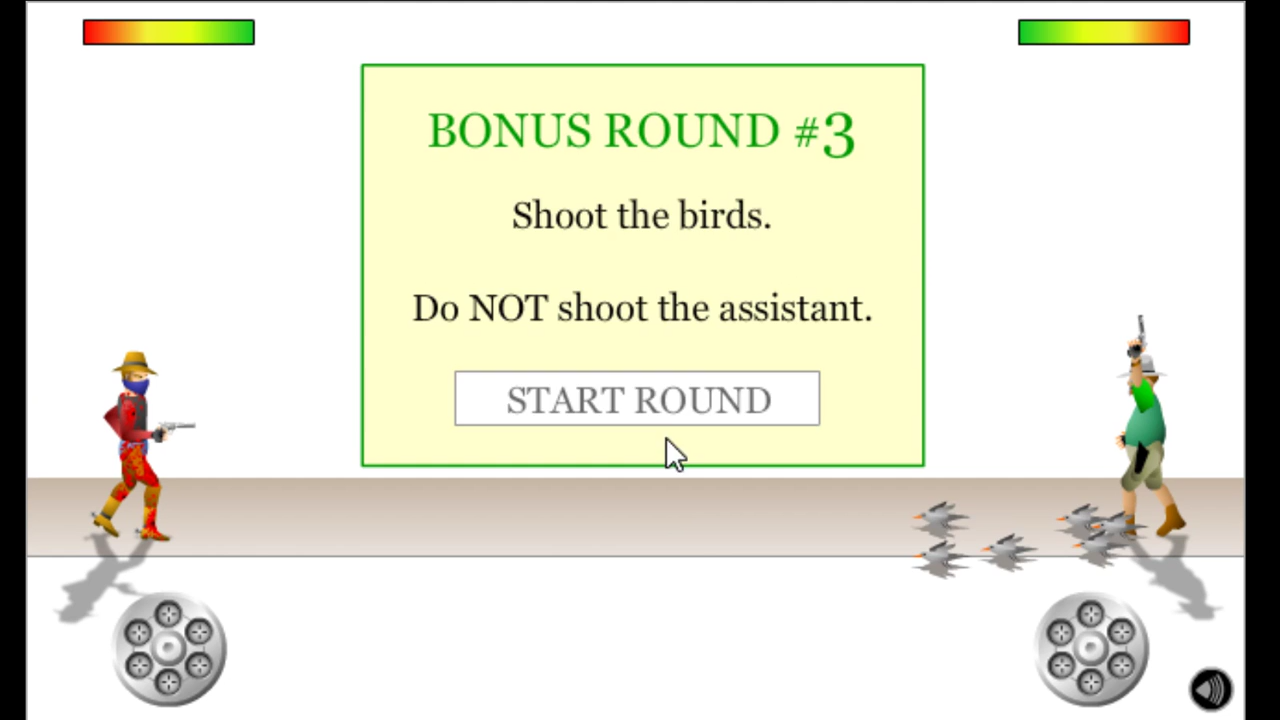 BONUS ROUND #3
Shoot the birds.
Do NOT shoot the assistant.
START ROUND